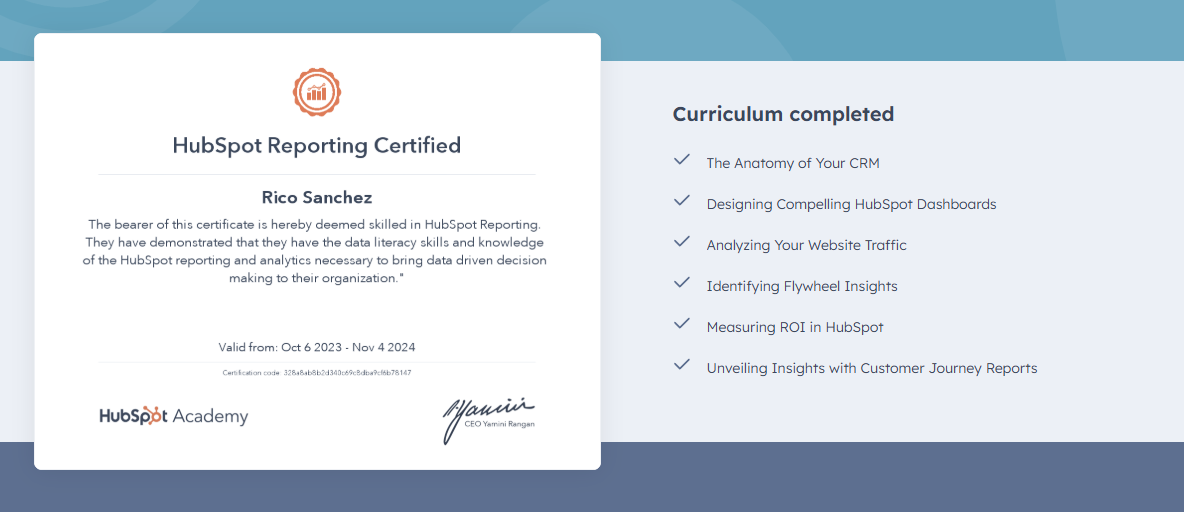 HubSpot Reporting Certified
Rico Sanchez
The bearer of this certificate is hereby deemed skilled in HubSpot Reporting.
They have demonstrated that they have the data literacy skills and knowledge
of the HubSpot reporting and analytics necessary to bring data driven decision
making to their organization."
Valid from: Oct 6 2023 - Nov 4 2024
Certification code: 328a8ab8b2d340c69c8dba9cf6b78147
HubSpot Academy
CEO Yamini Rangan
Curriculum completed
The Anatomy of Your CRM
Designing Compelling HubSpot Dashboards
Analyzing Your Website Traffic
Identifying Flywheel Insights
Measuring ROI in HubSpot
Unveiling Insights with Customer Journey Reports